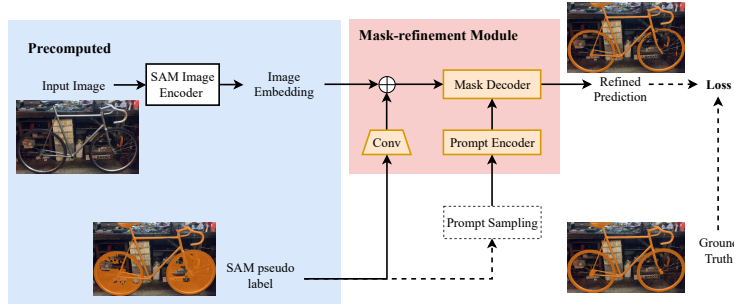 Precomputed
Mask-refinement Module
Input Image
SAM Image
Encoder
Image
Embedding
Mask Decoder
Refined
Prediction
Loss
Conv
Prompt Encoder
Prompt Sampling
SAM pseudo
label
Ground
Truth